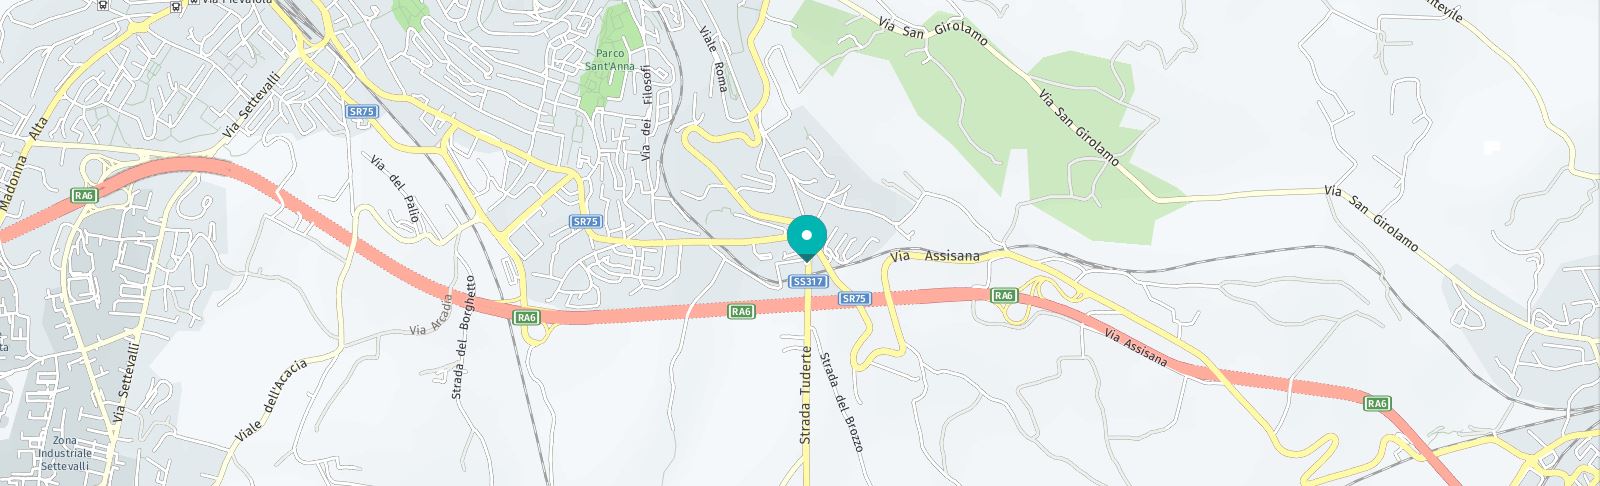 Via San Girolamo
Viale Roma
Parco
Sant'Anna
Via dei Filosofi
Via Settevalli
SR75
Via San Girolamo
Madonna Alta
RA6
Via del Palio
SR75
Via San Girolamo
Via Assisana
SS317
SR75
RA6
RA6
RA6
Via Arcadia
Strada del Borghetto
Via Assisana
Viale dell'Acacia
Via Settevalli
Strada Tuderte
Strada del Brozzo
RA6
Zona
Industriale
Settevalli